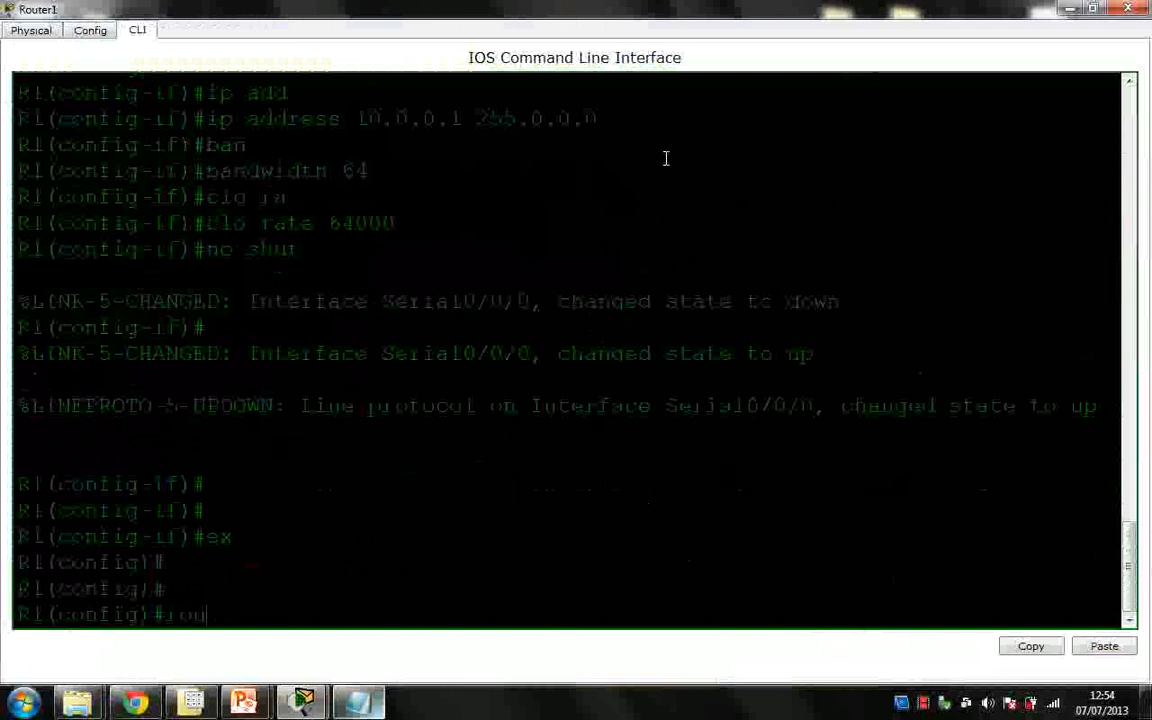 Router1
Physical Config CLI
IOS Command Line Interface
R1(config-if)#ip add
R1(config-if)#ip address 10.0.0.1 255.0.0.0
R1(config-if)#ban
R1(config-if)#bandwidth 64
R1(config-if)#clo ra
R1(config-if)#clo rate 64000
R1(config-if)#no shut
%LINK-5-CHANGED: Interface Serial0/0/0, changed state to down
R1(config-if)#
%LINK-5-CHANGED: Interface Serial0/0/0, changed state to up
%LINEPROTO-5-UPDOWN: Line protocol on Interface Serial0/0/0, changed state to up
R1(config-if)#
R1(config-if)#
R1(config-if)#ex
R1(config)#
R1(config)#
R1(config)#rou
Copy Paste
12:54
07/07/2013